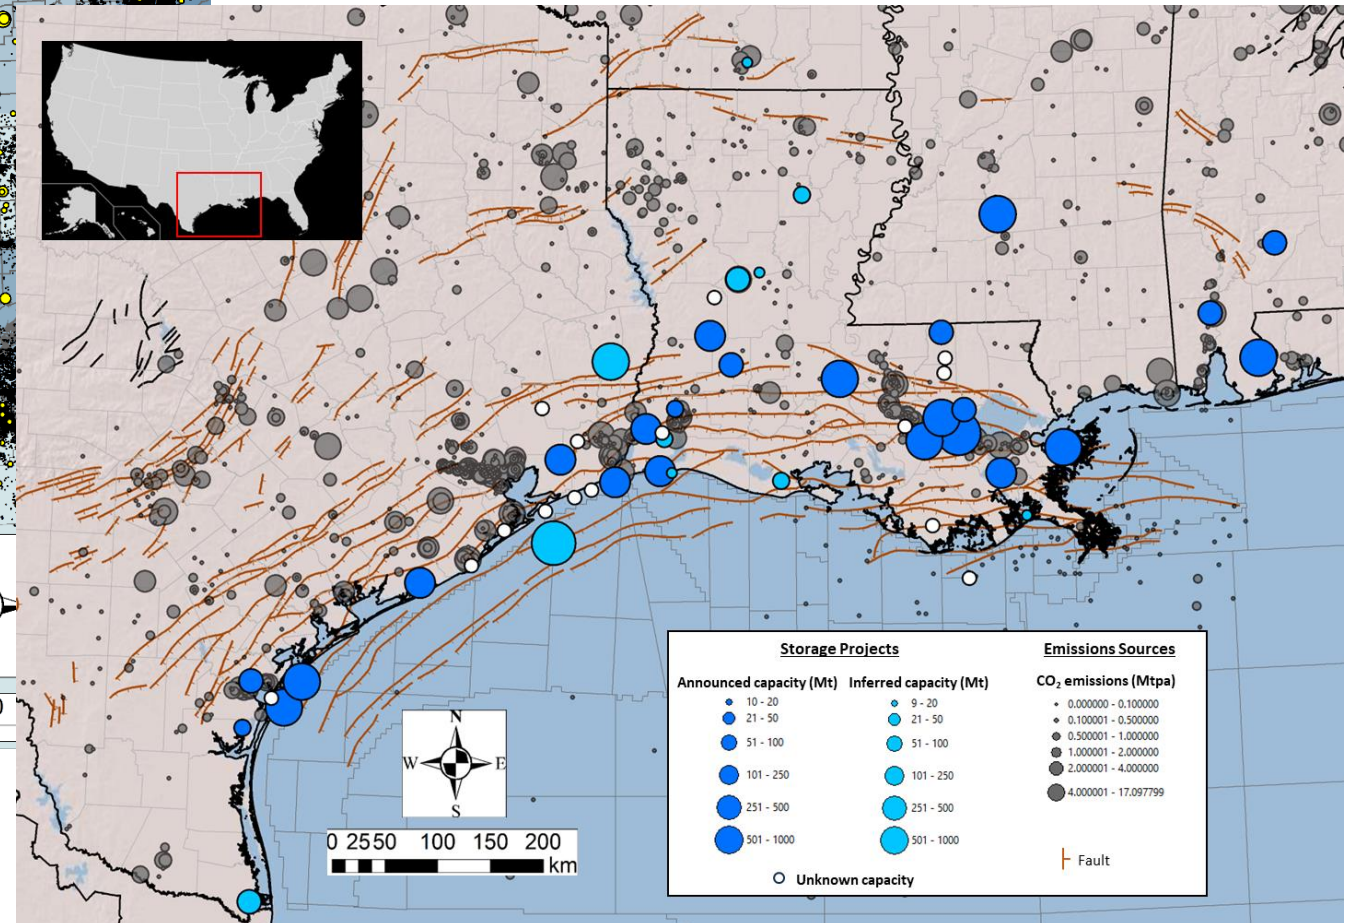 N
W E
S
0 25 50 100 150 200
km
Storage Projects
Emissions Sources
Announced capacity (Mt) Inferred capacity (Mt)
CO₂ emissions (Mtpa)
10 - 20
21 - 50
51 - 100
101 - 250
251 - 500
501 - 1000
9 - 20
21 - 50
51 - 100
101 - 250
251 - 500
501 - 1000
0.000000 - 0.100000
0.100001 - 0.500000
0.500001 - 1.000000
1.000001 - 2.000000
2.000001 - 4.000000
4.000001 - 17.097799
Fault
Unknown capacity